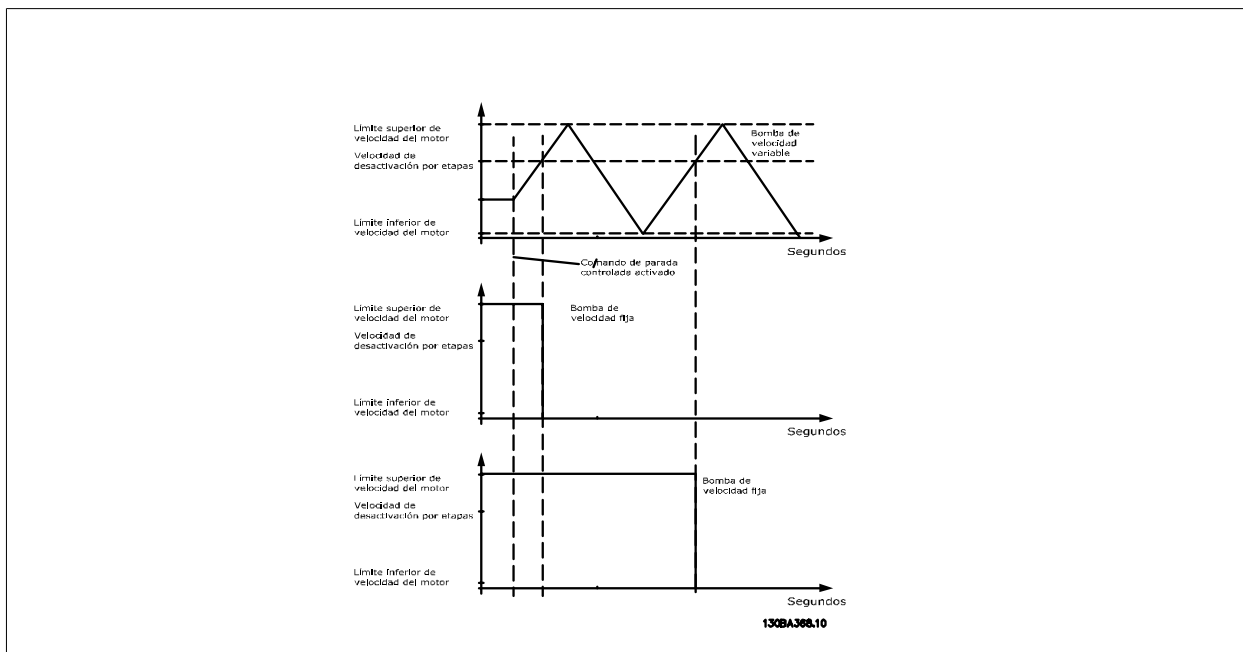 Límite superior de
velocidad del motor
Velocidad de
desactivación por etapas
Límite inferior de
velocidad del motor
Bomba de
velocidad
variable
Segundos
Comando de parada
controlada activado
Límite superior de
velocidad del motor
Velocidad de
desactivación por etapas
Límite inferior de
velocidad del motor
Bomba de
velocidad fija
Segundos
Límite superior de
velocidad del motor
Velocidad de
desactivación por etapas
Límite inferior de
velocidad del motor
Bomba de
velocidad fija
Segundos
130BA368.10